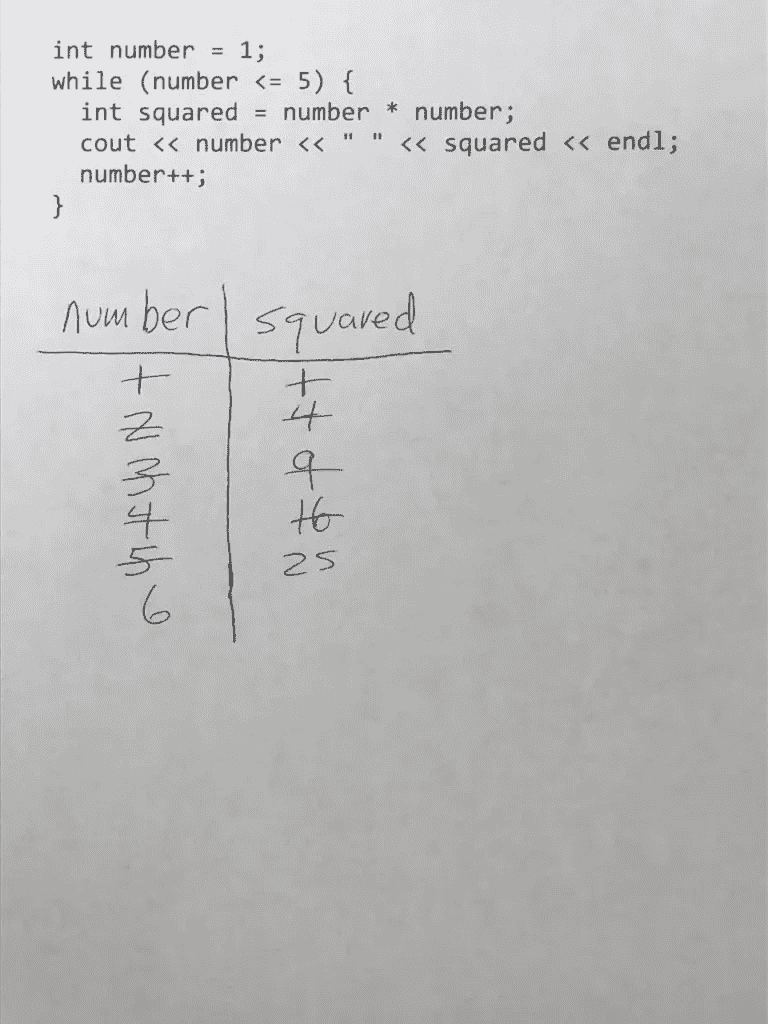 int number = 1;
while (number <= 5) {
  int squared = number * number;
  cout << number << " " << squared << endl;
  number++;
}
number squared
1 1
2 4
3 9
4 16
5 25
6